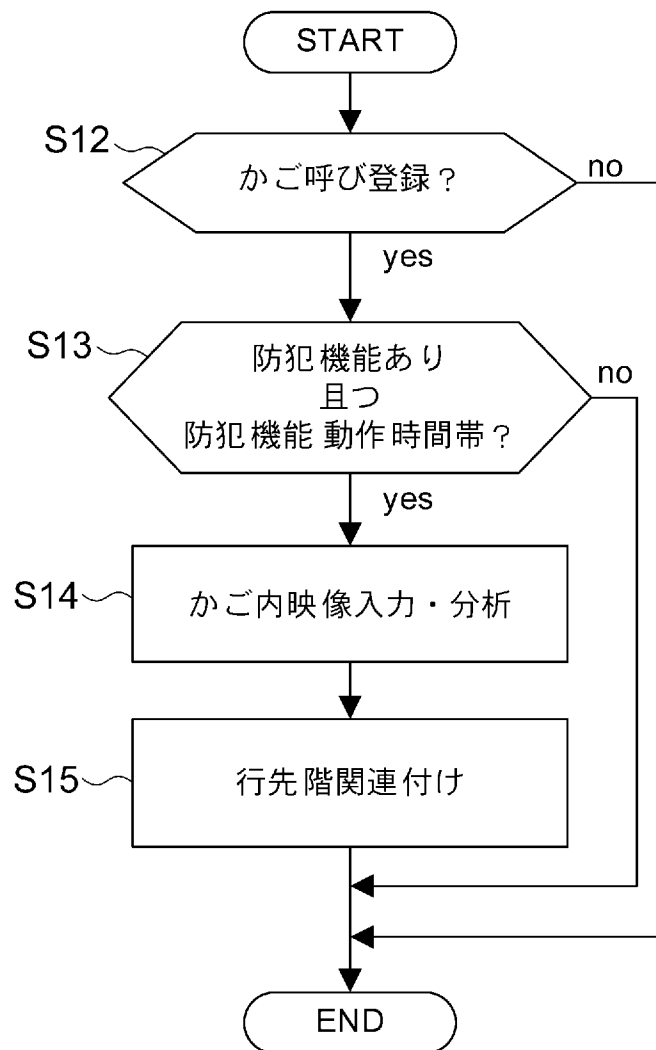 START
S12
かご呼び登録?
no
yes
S13
防犯機能あり
且つ
防犯機能動作時間帯?
no
yes
S14
かご内映像入力・分析
S15
行先階関連付け
END